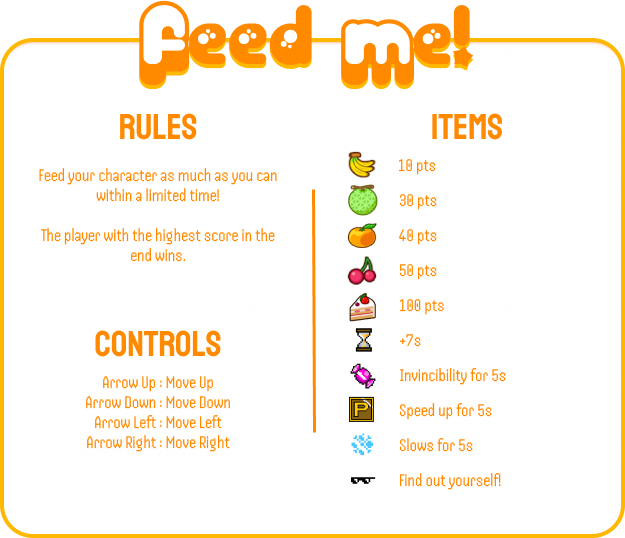 Feed me!
RULES
Feed your character as much as you can
within a limited time!
The player with the highest score in the
end wins.
CONTROLS
Arrow Up : Move Up
Arrow Down : Move Down
Arrow Left : Move Left
Arrow Right : Move Right
ITEMS
10 pts
30 pts
40 pts
50 pts
100 pts
+7s
Invincibility for 5s
P
Speed up for 5s
Slows for 5s
Find out yourself!